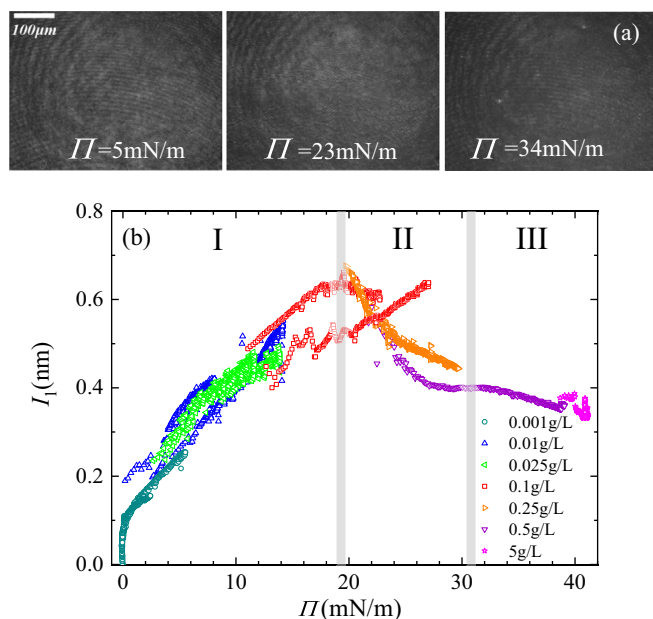 100μm
(a)
Π=5mN/m
Π=23mN/m
Π=34mN/m
(b)
I
II
III
0.8
0.6
0.4
0.2
0.0
I₁(nm)
0.001g/L
0.01g/L
0.025g/L
0.1g/L
0.25g/L
0.5g/L
5g/L
0
10
20
30
40
Π(mN/m)